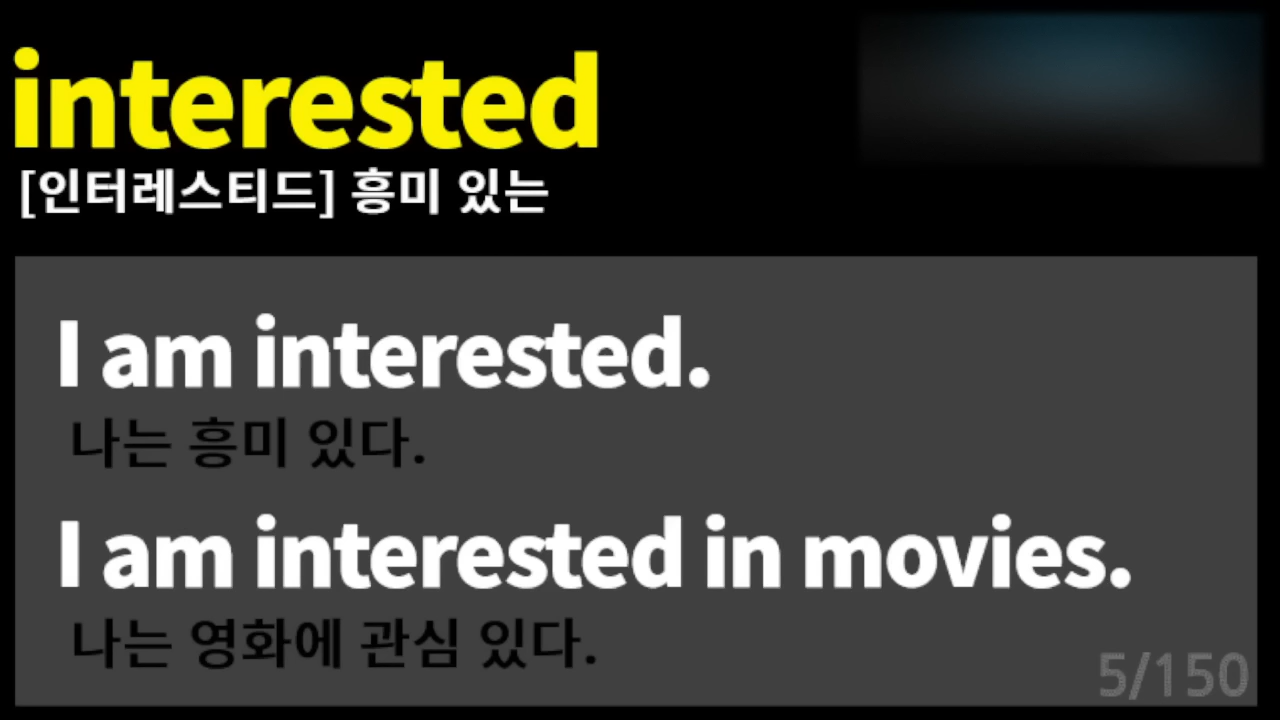 interested
[인터레스티드] 흥미 있는
I am interested.
나는 흥미 있다.
I am interested in movies.
나는 영화에 관심 있다.
5/150